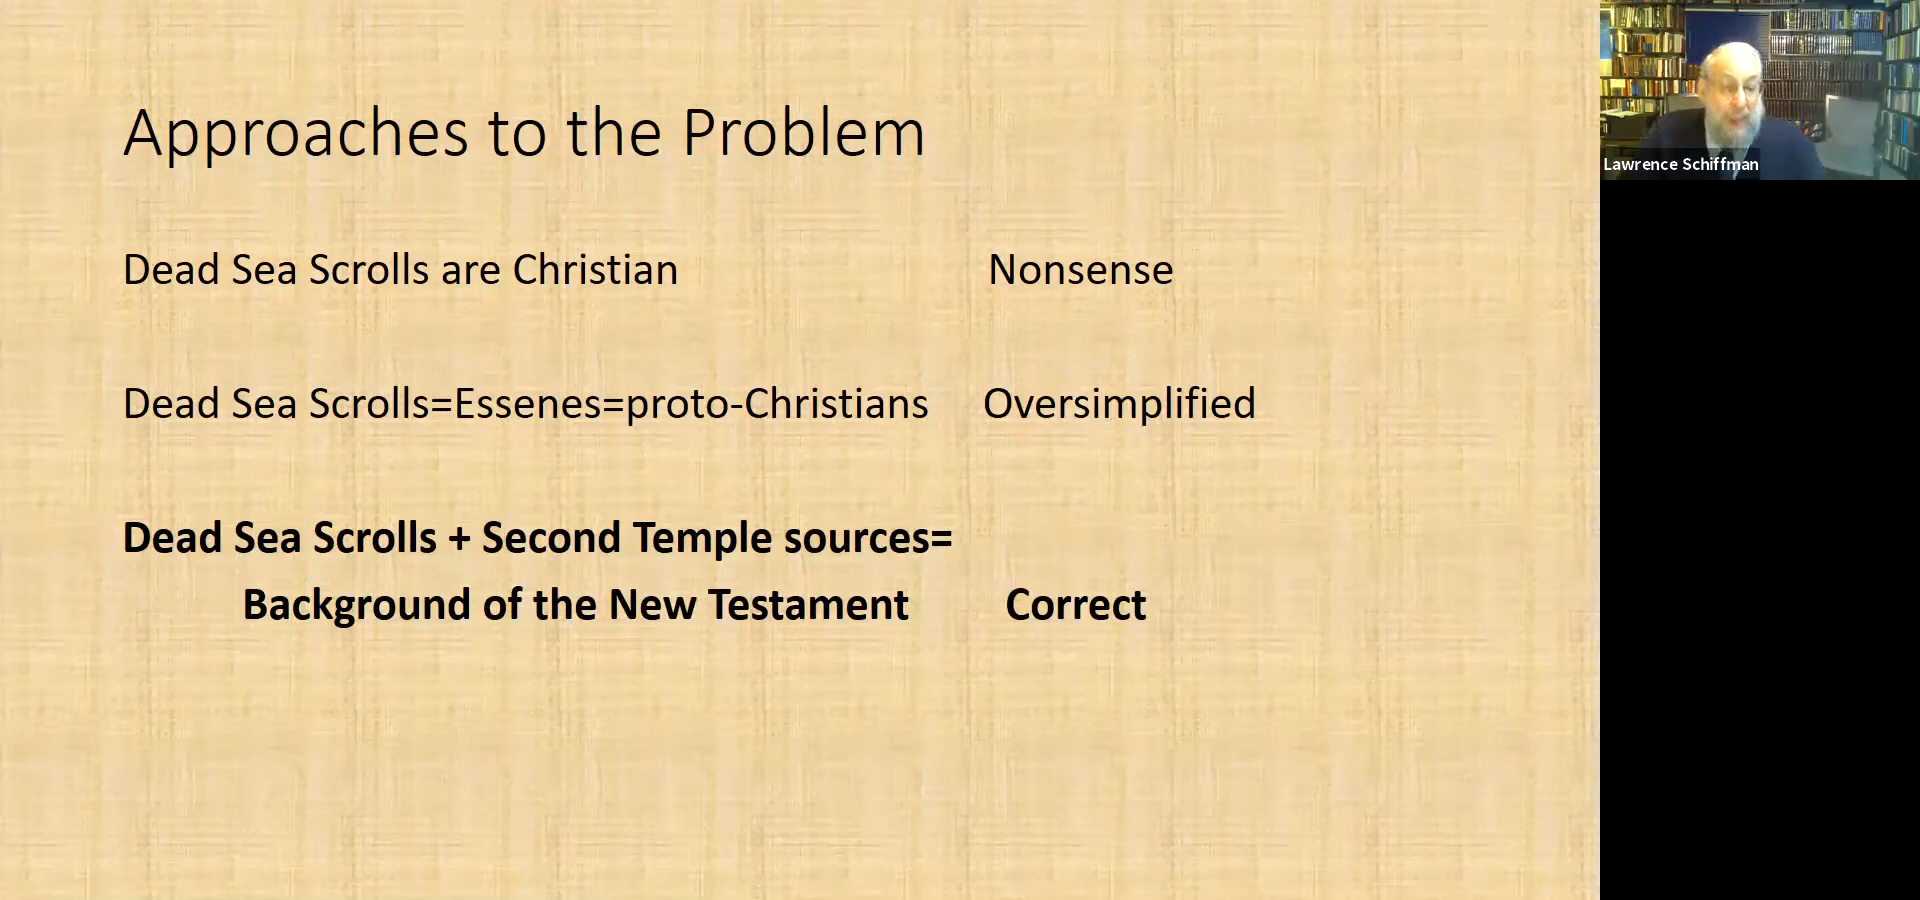 Approaches to the Problem
Dead Sea Scrolls are Christian Nonsense
Dead Sea Scrolls=Essenes=proto-Christians Oversimplified
Dead Sea Scrolls + Second Temple sources=
Background of the New Testament Correct
Lawrence Schiffman